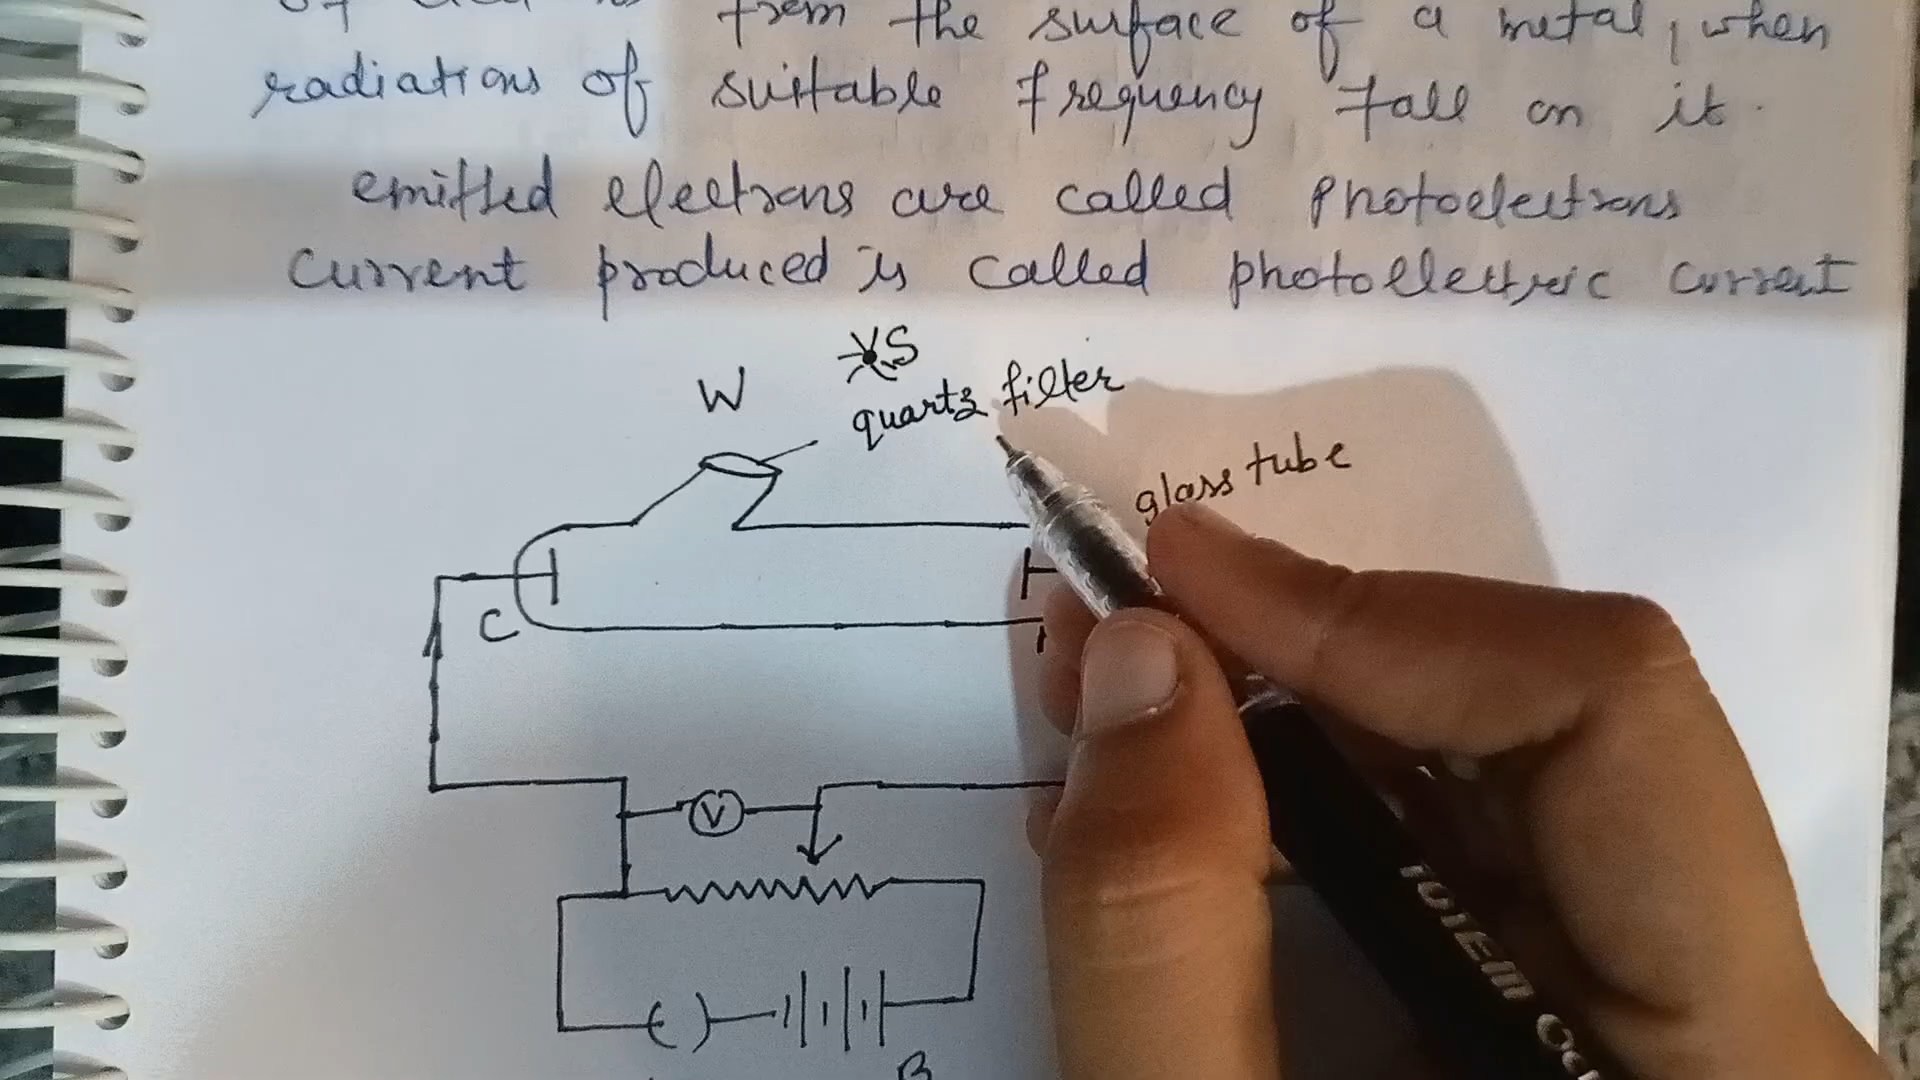 from the surface of a metal, when
radiations of suitable frequency fall on it.
emitted electrons are called photoelectrons
Current produced is called photoelectric current
S
W
quartz filter
glass tube
C
V
B
TOTEM